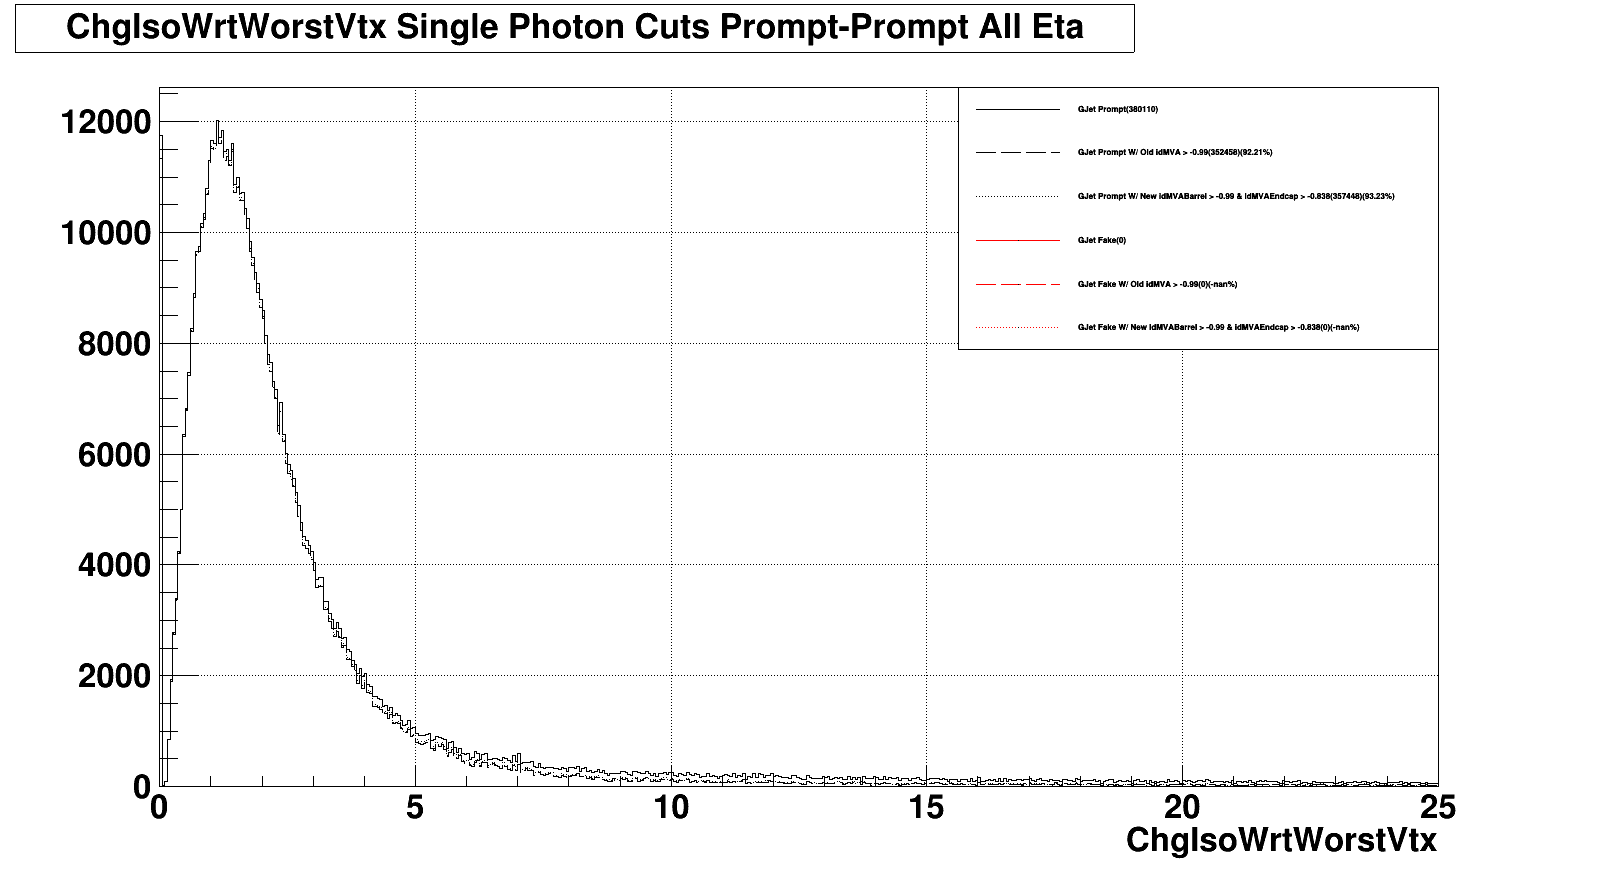 ChgIsoWrtWorstVtx Single Photon Cuts Prompt-Prompt All Eta
GJet Prompt(380110)
GJet Prompt W/ Old idMVA > -0.99(352458)(92.21%)
GJet Prompt W/ New idMVABarrel > -0.99 & idMVAEndcap > -0.838(357448)(93.23%)
GJet Fake(0)
GJet Fake W/ Old idMVA > -0.99(0)(-nan%)
GJet Fake W/ New idMVABarrel > -0.99 & idMVAEndcap > -0.838(0)(-nan%)
12000
10000
8000
6000
4000
2000
0
0 5 10 15 20 25
ChgIsoWrtWorstVtx